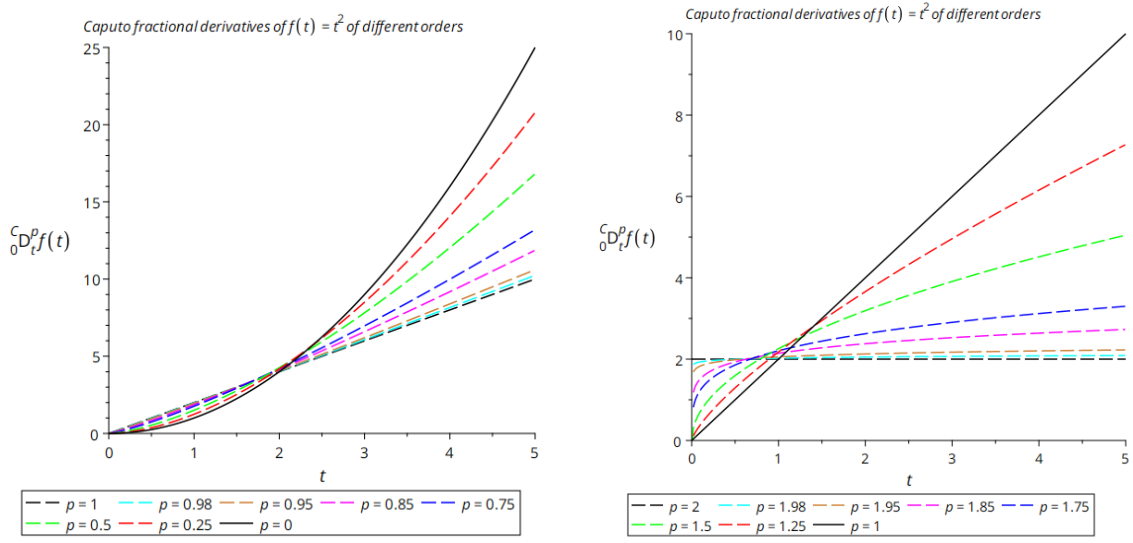 Caputo fractional derivatives of f(t) = t² of different orders
25
20
15
10
5
0
ᶜ₀Dₜᵖf(t)
0 1 2 3 4 5
t
p = 1 p = 0.98 p = 0.95 p = 0.85 p = 0.75
p = 0.5 p = 0.25 p = 0
Caputo fractional derivatives of f(t) = t² of different orders
10
8
6
4
2
0
ᶜ₀Dₜᵖf(t)
0 1 2 3 4 5
t
p = 2 p = 1.98 p = 1.95 p = 1.85 p = 1.75
p = 1.5 p = 1.25 p = 1